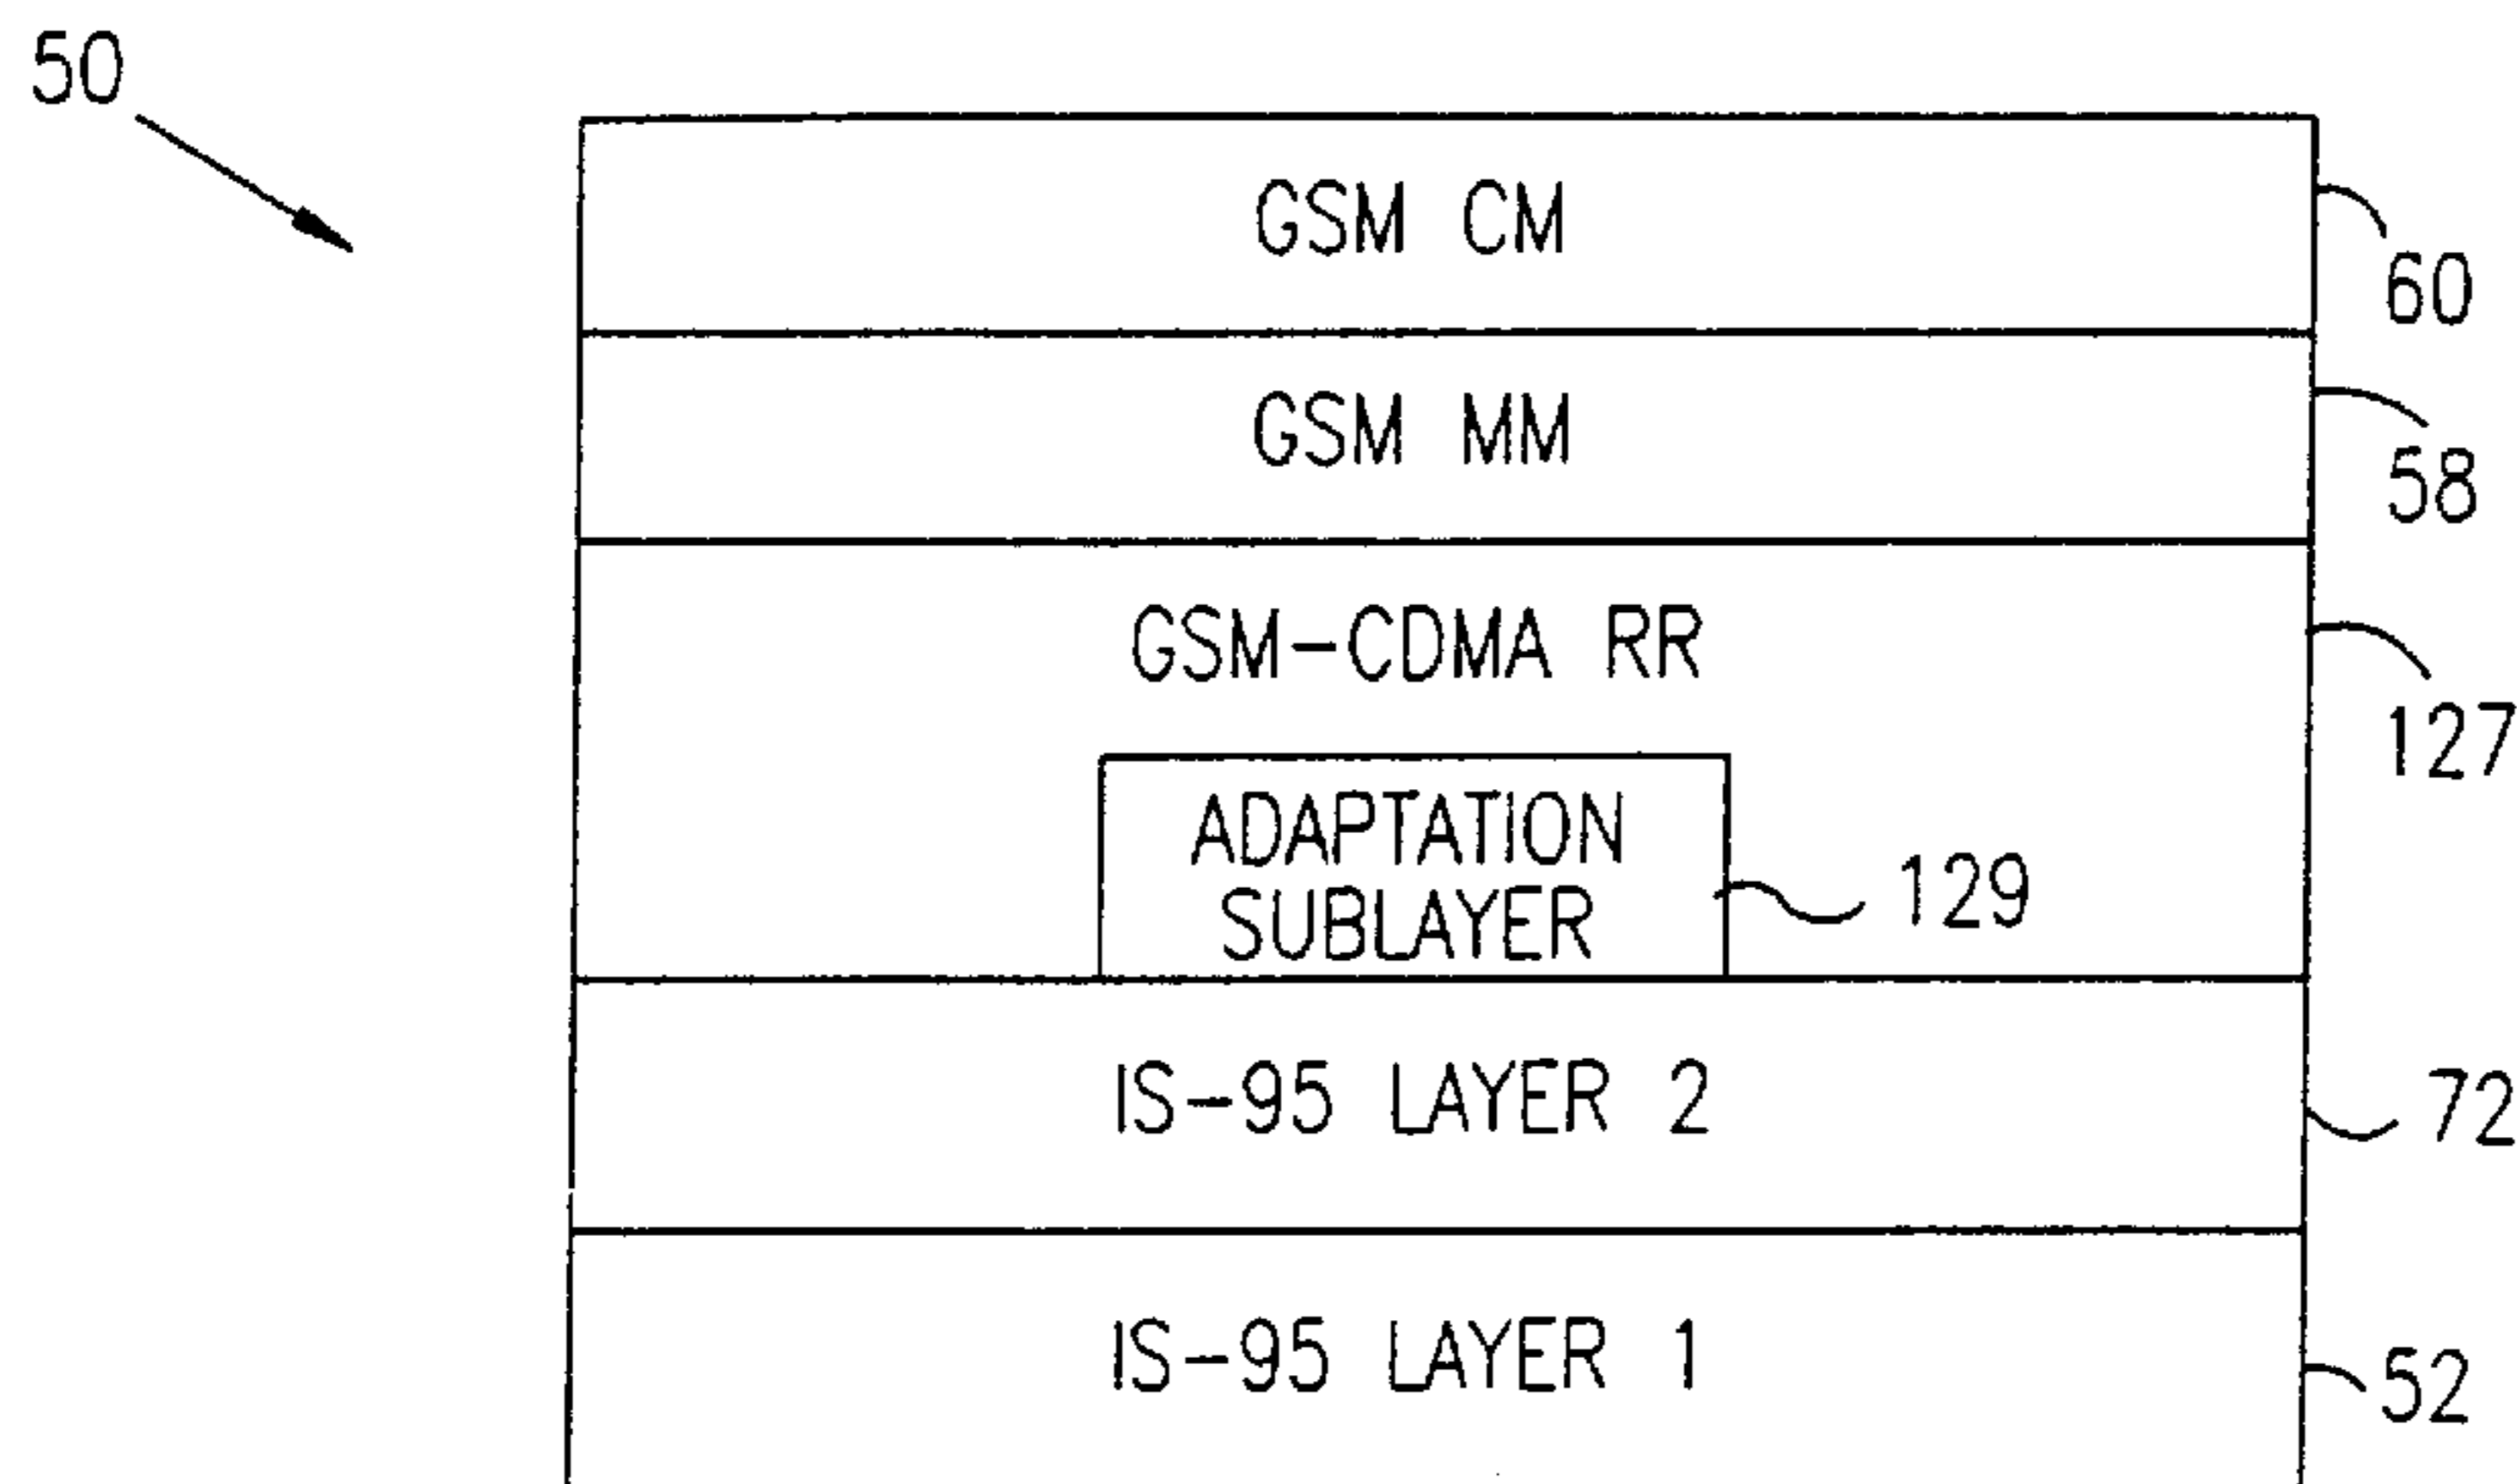 50
GSM CM
60
GSM MM
58
GSM-CDMA RR
127
ADAPTATION
SUBLAYER
129
IS-95 LAYER 2
72
IS-95 LAYER 1
52